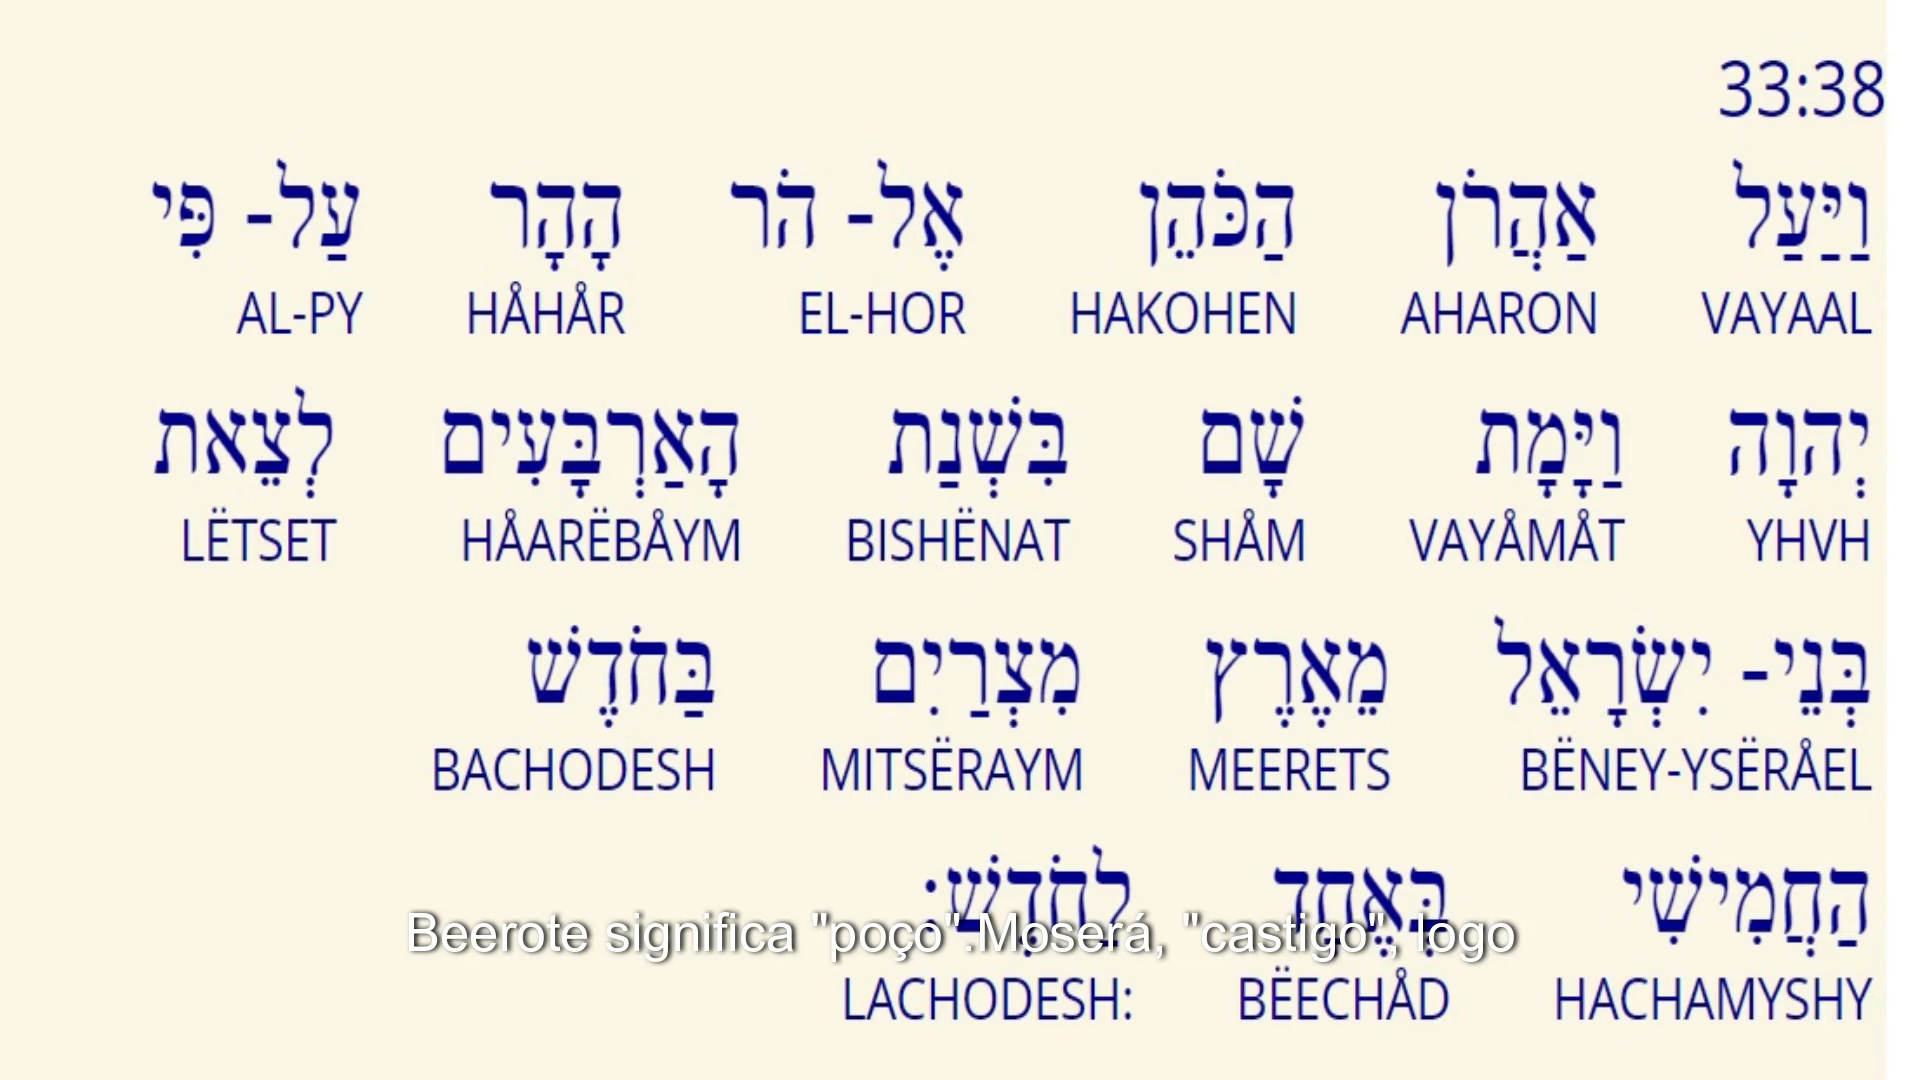 33:38
וַיַּעַל אַהֲרֹן הַכֹּהֵן אֶל- הֹר הָהָר עַל- פִּי
VAYAAL AHARON HAKOHEN EL-HOR HÅHÅR AL-PY
יְהוָה וַיָּמָת שָׁם בִּשְׁנַת הָאַרְבָּעִים לְצֵאת
YHVH VAYÅMÅT SHÅM BISHËNAT HÅARËBÅYM LËTSET
בְּנֵי- יִשְׂרָאֵל מֵאֶרֶץ מִצְרַיִם בַּחֹדֶשׁ
BËNEY-YSËRÅEL MEERETS MITSËRAYM BACHODESH
הַחֲמִישִׁי בְּאֶחָד לַחֹדֶשׁ:
Beerote significa "poço".Moserá, "castigo", logo
HACHAMYSHY BËECHÅD LACHODESH: